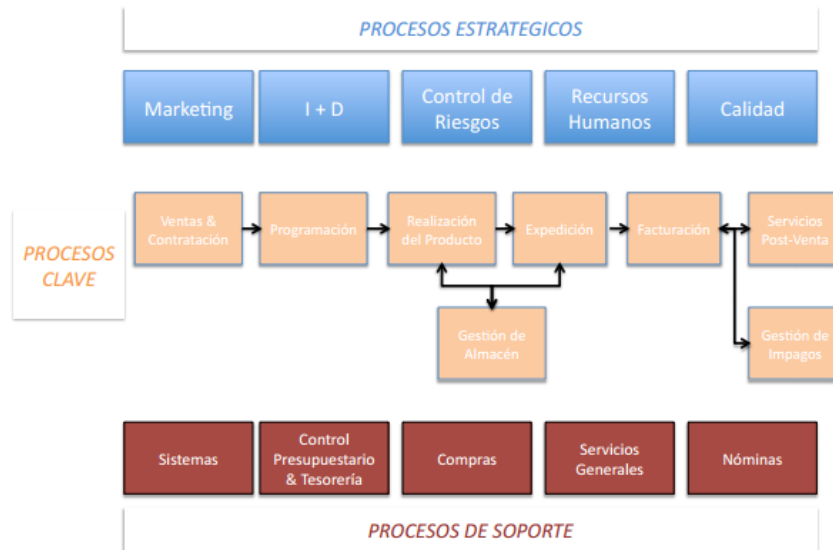 PROCESOS ESTRATEGICOS
Marketing
I + D
Control de
Riesgos
Recursos
Humanos
Calidad
PROCESOS
CLAVE
Ventas &
Contratación
Programación
Realización
del Producto
Expedición
Facturación
Servicios
Post-Venta
Gestión de
Almacén
Gestión de
Impagos
Sistemas
Control
Presupuestario
& Tesorería
Compras
Servicios
Generales
Nóminas
PROCESOS DE SOPORTE